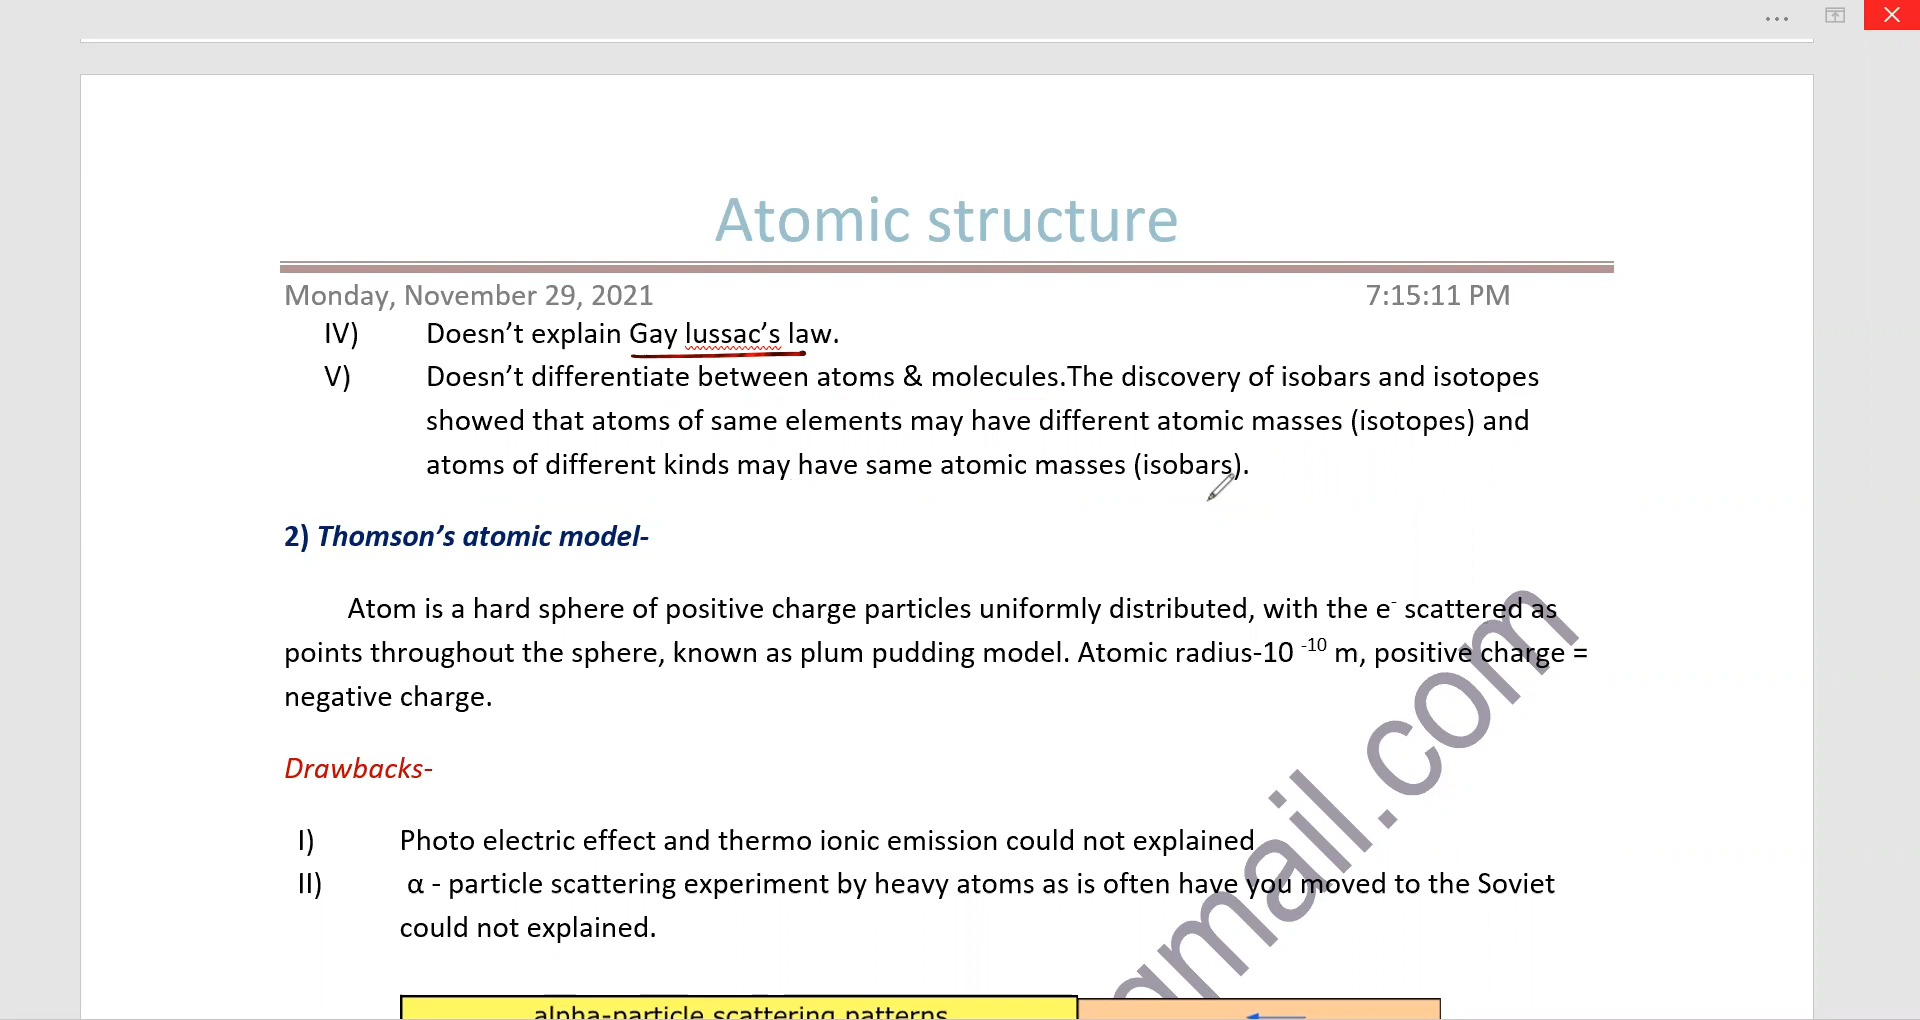 Atomic structure
Monday, November 29, 2021 7:15:11 PM
IV) Doesn’t explain Gay lussac’s law.
V) Doesn’t differentiate between atoms & molecules.The discovery of isobars and isotopes
showed that atoms of same elements may have different atomic masses (isotopes) and
atoms of different kinds may have same atomic masses (isobars).
2) Thomson’s atomic model-
Atom is a hard sphere of positive charge particles uniformly distributed, with the e⁻ scattered as
points throughout the sphere, known as plum pudding model. Atomic radius-10 ⁻¹⁰ m, positive charge =
negative charge.
Drawbacks-
I) Photo electric effect and thermo ionic emission could not explained
II) α - particle scattering experiment by heavy atoms as is often have you moved to the Soviet
could not explained.
gmail.com
alpha-particle scattering patterns